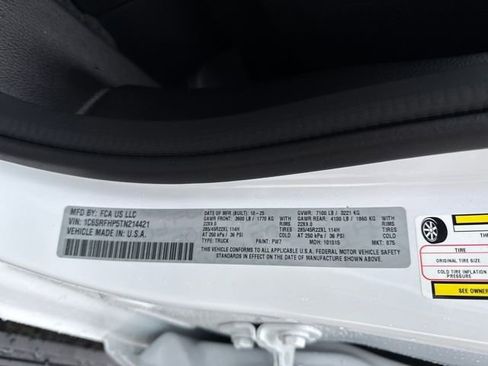 MFD BY: FCA US LLC
VIN: 1C6SRFHP5TN214421
VEHICLE MADE IN: U.S.A.
DATE OF MFR (BUILT): 10-25
GVWR: 7100 LB / 3221 KG
GAWR FRONT: 3900 LB / 1770 KG
GAWR REAR: 4100 LB / 1860 KG
22X9.0 RIMS
22X9.0 RIMS
285/45R22XL 114H TIRES
285/45R22XL 114H TIRES
AT 250 kPa / 36 PSI COLD
AT 250 kPa / 36 PSI COLD
TYPE: TRUCK PAINT: PW7 MDH: 101015 MKT: 875
THIS VEHICLE CONFORMS TO ALL APPLICABLE U.S.A. FEDERAL MOTOR VEHICLE SAFETY
STANDARDS IN EFFECT ON THE DATE OF MANUFACTURE SHOWN ABOVE.
TIRE
ORIGINAL TIRE SIZE
COLD TIRE INFLATION
PRESSURE
SEE OWNER